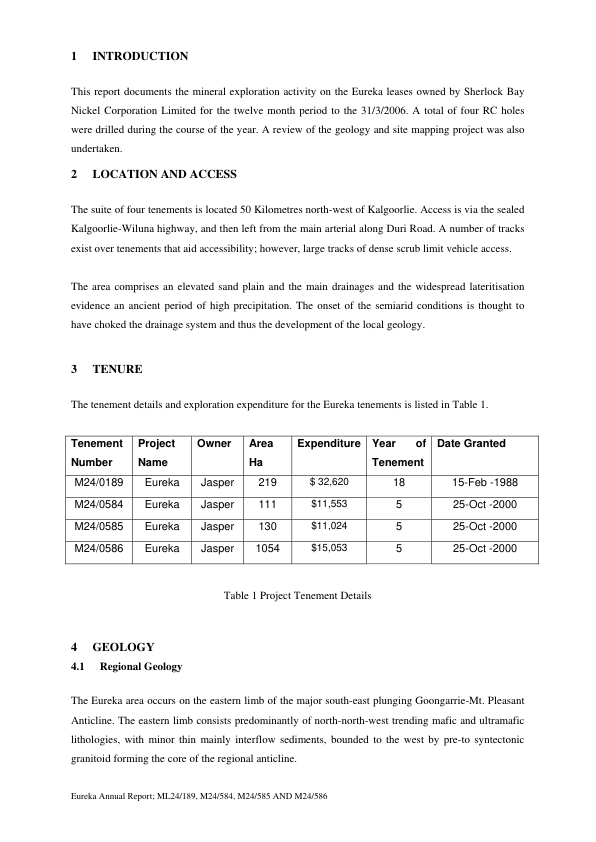 1 INTRODUCTION
This report documents the mineral exploration activity on the Eureka leases owned by Sherlock Bay
Nickel Corporation Limited for the twelve month period to the 31/3/2006. A total of four RC holes
were drilled during the course of the year. A review of the geology and site mapping project was also
undertaken.
2 LOCATION AND ACCESS
The suite of four tenements is located 50 Kilometres north-west of Kalgoorlie. Access is via the sealed
Kalgoorlie-Wiluna highway, and then left from the main arterial along Duri Road. A number of tracks
exist over tenements that aid accessibility; however, large tracks of dense scrub limit vehicle access.
The area comprises an elevated sand plain and the main drainages and the widespread lateritisation
evidence an ancient period of high precipitation. The onset of the semiarid conditions is thought to
have choked the drainage system and thus the development of the local geology.
3 TENURE
The tenement details and exploration expenditure for the Eureka tenements is listed in Table 1.
Tenement Project Owner Area Expenditure Year of Date Granted
Number Name Ha Tenement
M24/0189 Eureka Jasper 219 $ 32,620 18 15-Feb -1988
M24/0584 Eureka Jasper 111 $11,553 5 25-Oct -2000
M24/0585 Eureka Jasper 130 $11,024 5 25-Oct -2000
M24/0586 Eureka Jasper 1054 $15,053 5 25-Oct -2000
Table 1 Project Tenement Details
4 GEOLOGY
4.1 Regional Geology
The Eureka area occurs on the eastern limb of the major south-east plunging Goongarrie-Mt. Pleasant
Anticline. The eastern limb consists predominantly of north-north-west trending mafic and ultramafic
lithologies, with minor thin mainly interflow sediments, bounded to the west by pre-to syntectonic
granitoid forming the core of the regional anticline.
Eureka Annual Report; ML24/189, M24/584, M24/585 AND M24/586